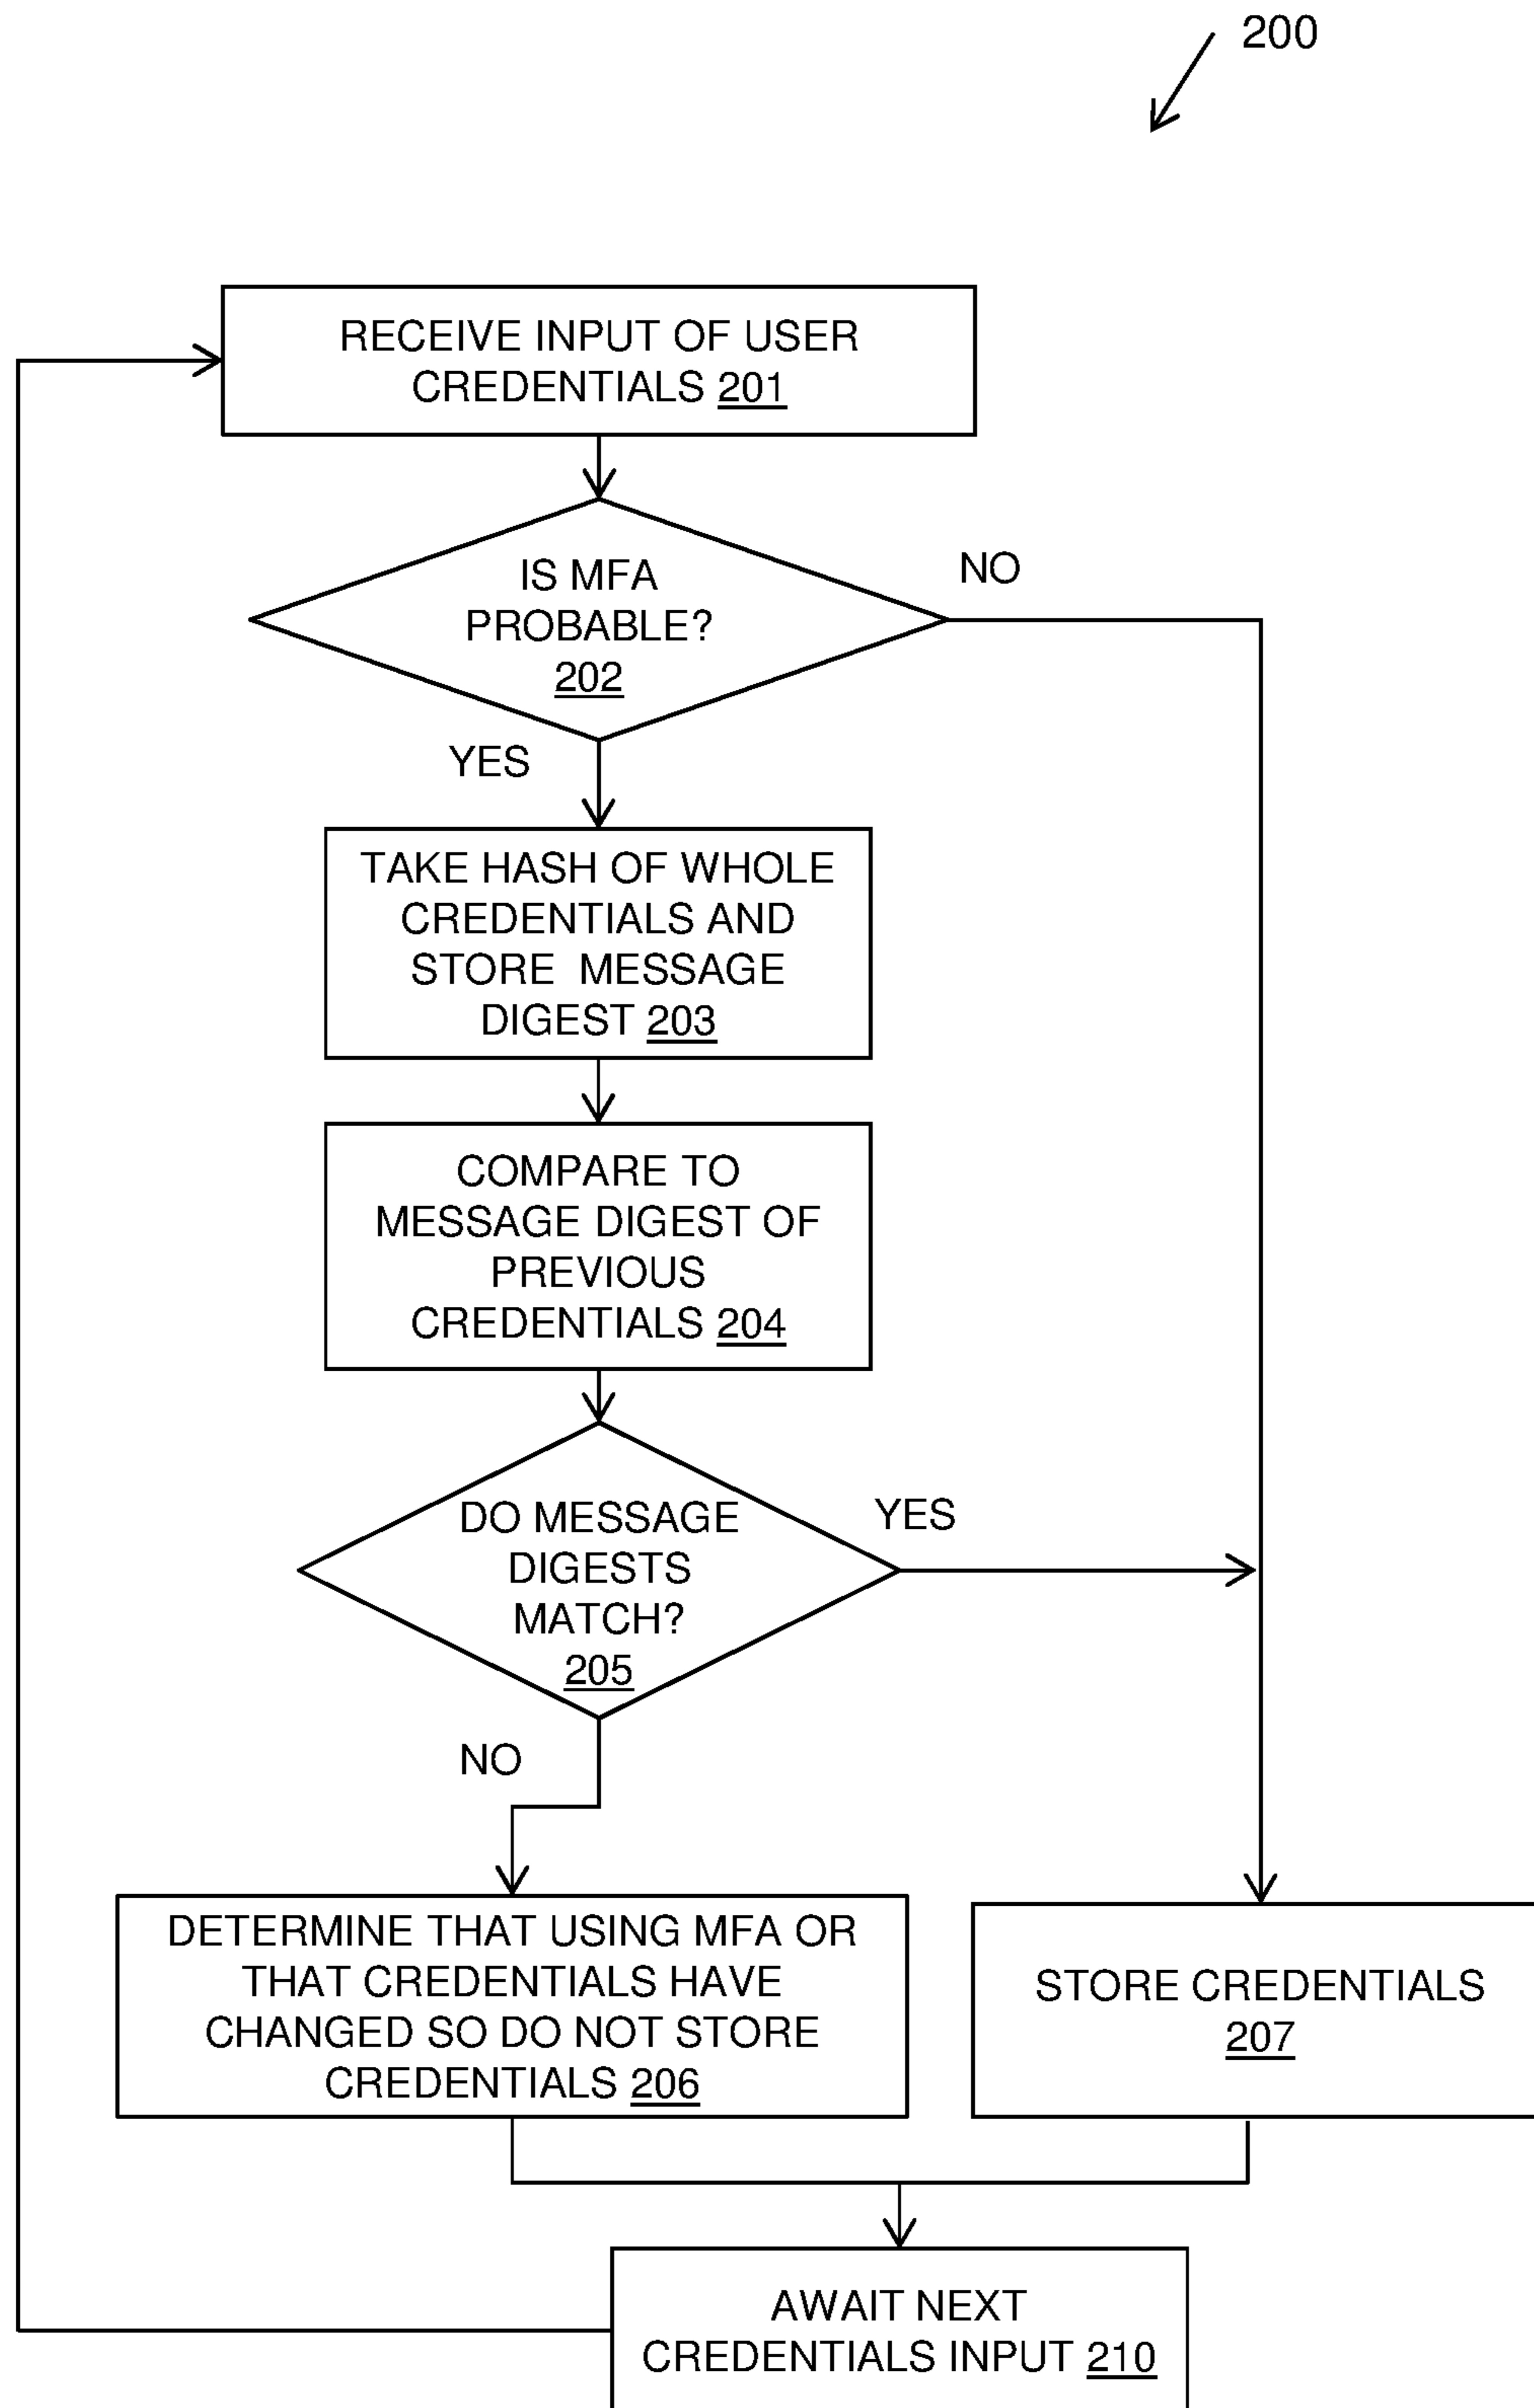 200
RECEIVE INPUT OF USER
CREDENTIALS 201
IS MFA
PROBABLE?
202
NO
YES
TAKE HASH OF WHOLE
CREDENTIALS AND
STORE MESSAGE
DIGEST 203
COMPARE TO
MESSAGE DIGEST OF
PREVIOUS
CREDENTIALS 204
DO MESSAGE
DIGESTS
MATCH?
205
YES
NO
DETERMINE THAT USING MFA OR
THAT CREDENTIALS HAVE
CHANGED SO DO NOT STORE
CREDENTIALS 206
STORE CREDENTIALS
207
AWAIT NEXT
CREDENTIALS INPUT 210